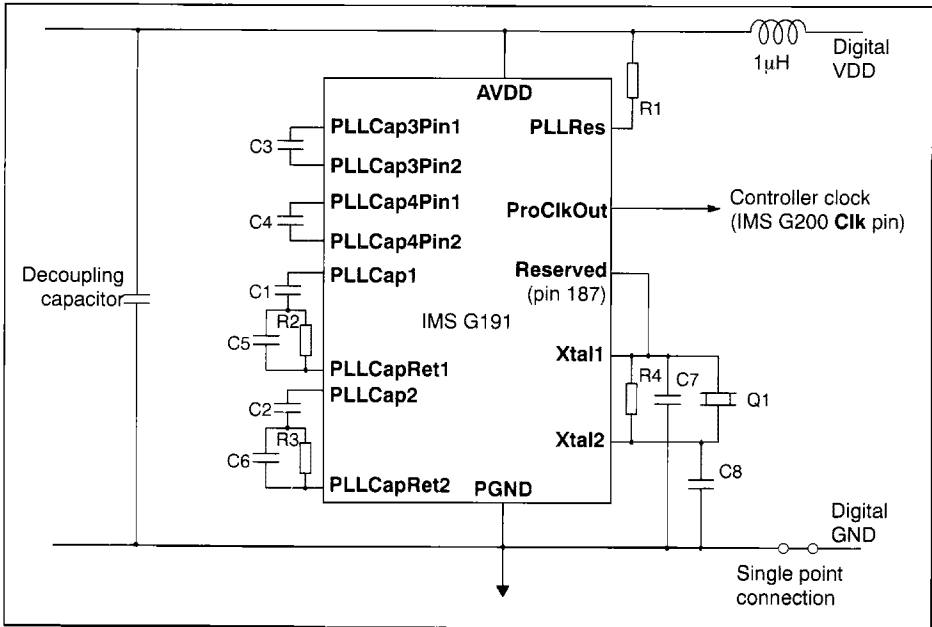 Digital
VDD
1µH
AVDD
R1
PLLCap3Pin1
PLLRes
C3
PLLCap3Pin2
PLLCap4Pin1
Controller clock
(IMS G200 Clk pin)
ProClkOut
C4
PLLCap4Pin2
Decoupling
capacitor
PLLCap1
Reserved
(pin 187)
C1
R2
IMS G191
C5
Xtal1
PLLCapRet1
R4
C7
PLLCap2
Q1
C2
R3
Xtal2
C6
C8
PLLCapRet2
PGND
Digital
GND
Single point
connection